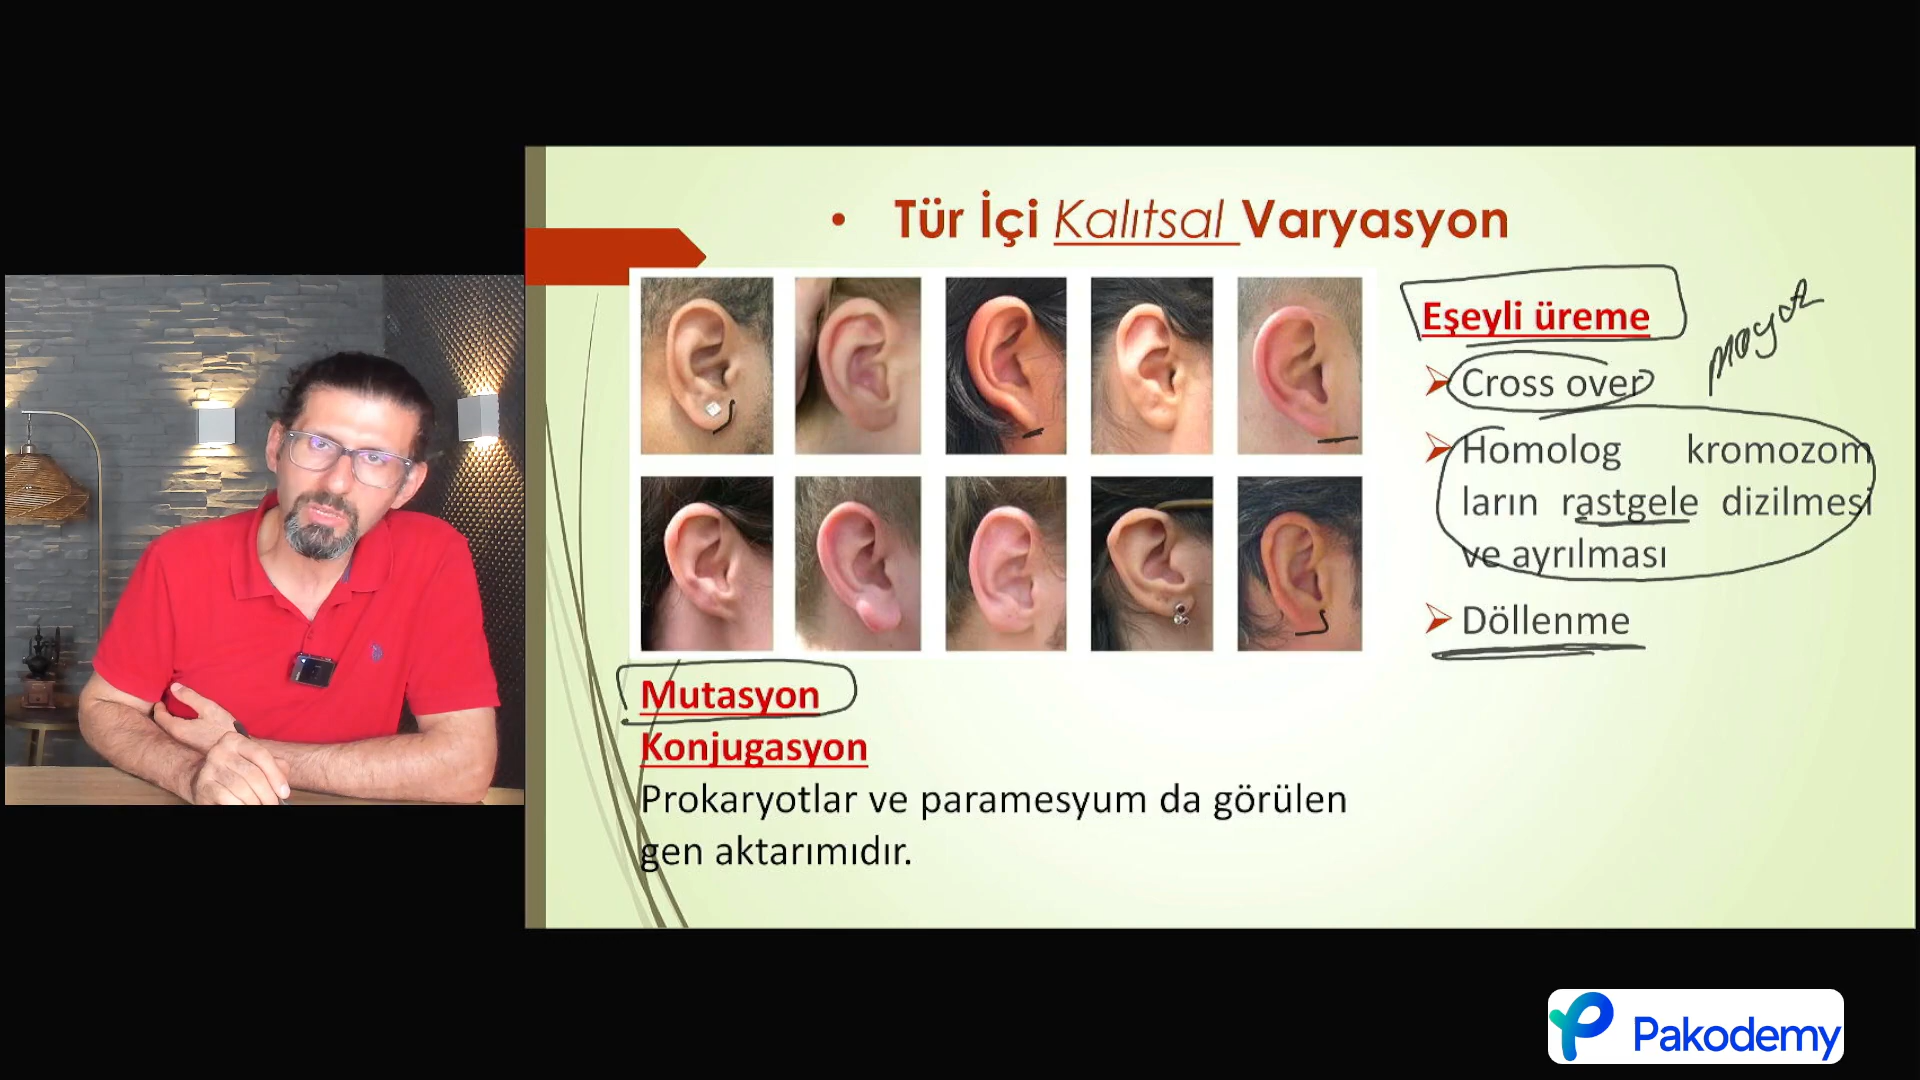 • Tür İçi Kalıtsal Varyasyon
Eşeyli üreme
mayoz
Cross over
Homolog kromozom
ların rastgele dizilmesi
ve ayrılması
Döllenme
Mutasyon
Konjugasyon
Prokaryotlar ve paramesyum da görülen
gen aktarımıdır.
Pakodemy